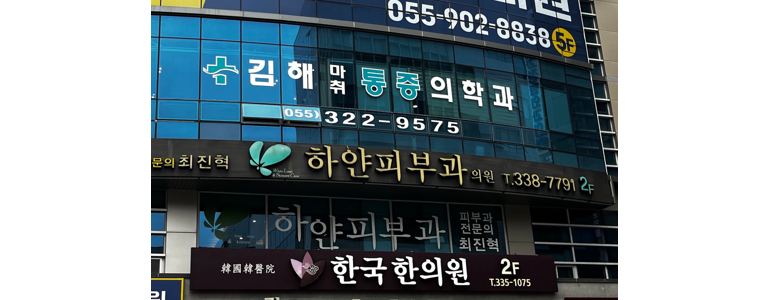 055-902-8838 5F
김해 마취 통증의학과
055) 322-9575
전문의 최진혁 하얀피부과의원 T.338-7791 2F
하얀피부과 피부과 전문의 최진혁
韓國韓醫院 한국한의원 2F T.335-1075
원